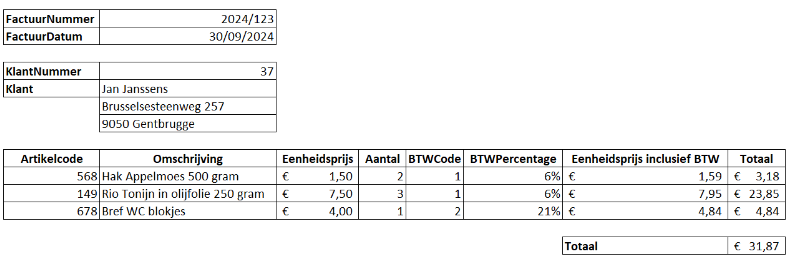 FactuurNummer 2024/123
FactuurDatum 30/09/2024
KlantNummer 37
Klant Jan Janssens
Brusselsesteenweg 257
9050 Gentbrugge
Artikelcode Omschrijving Eenheidsprijs Aantal BTWCode BTWPercentage Eenheidsprijs inclusief BTW Totaal
568 Hak Appelmoes 500 gram € 1,50 2 1 6% € 1,59 € 3,18
149 Rio Tonijn in olijfolie 250 gram € 7,50 3 1 6% € 7,95 € 23,85
678 Bref WC blokjes € 4,00 1 2 21% € 4,84 € 4,84
Totaal € 31,87